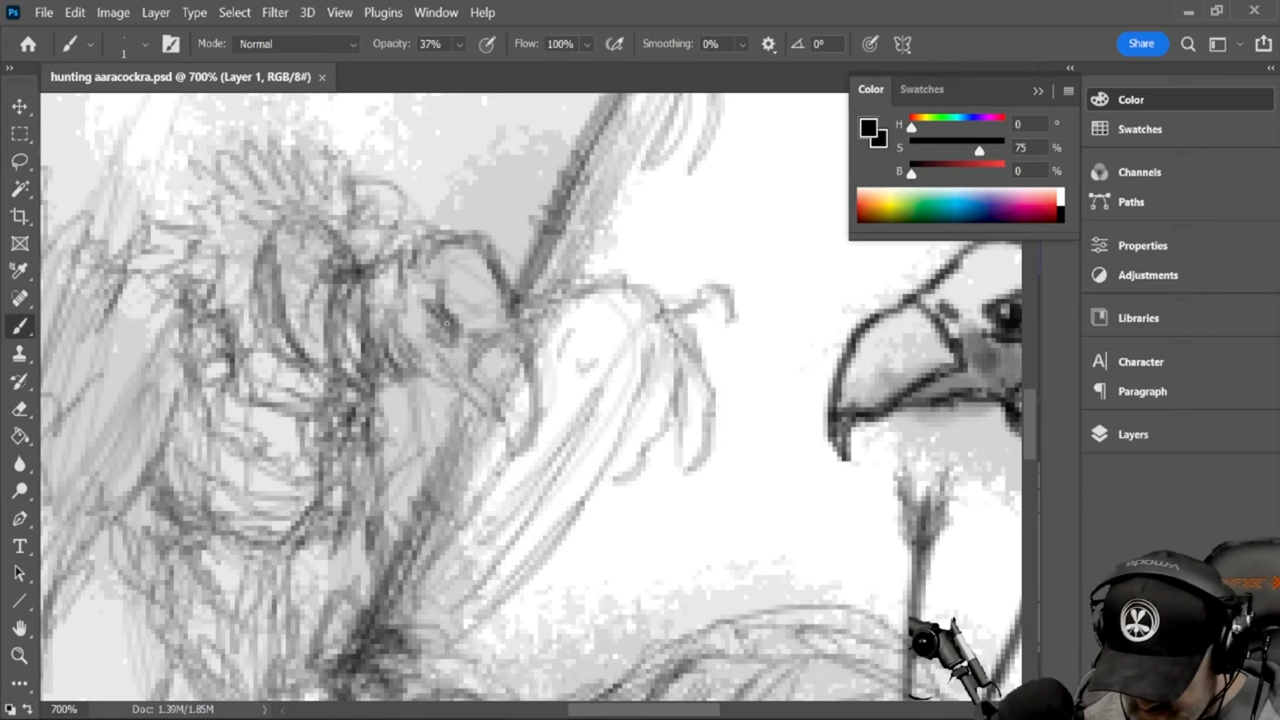 Ps File Edit Image Layer Type Select Filter 3D View Plugins Window Help
1 Mode: Normal Opacity: 37% Flow: 100% Smoothing: 0% 0° Share
hunting aaracockra.psd @ 700% (Layer 1, RGB/8#)
Color Swatches
H 0 °
S 75 %
B 0 %
Color
Swatches
Channels
Paths
Properties
Adjustments
Libraries
Character
Paragraph
Layers
700% Doc: 1.39M/1.85M